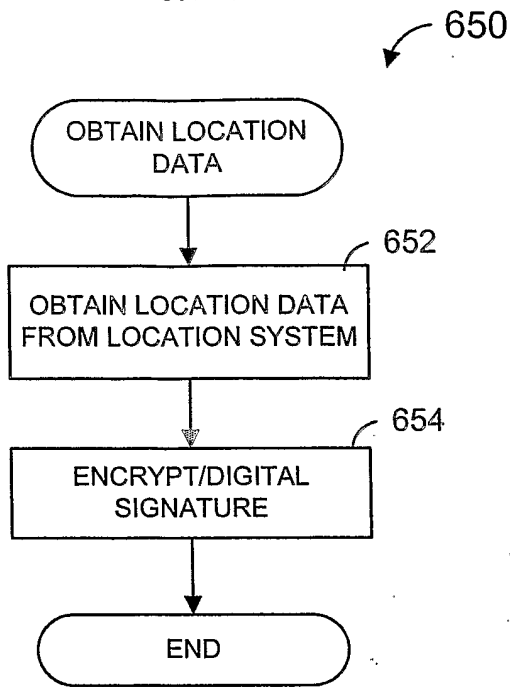 650
OBTAIN LOCATION
DATA
652
OBTAIN LOCATION DATA
FROM LOCATION SYSTEM
654
ENCRYPT/DIGITAL
SIGNATURE
END